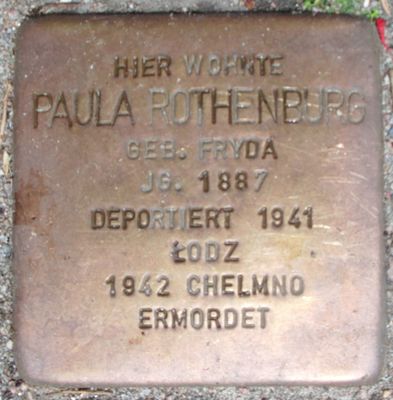 HIER WOHNTE
PAULA ROTHENBURG
GEB. FRYDA
JG. 1887
DEPORTIERT 1941
ŁODZ
1942 CHELMNO
ERMORDET